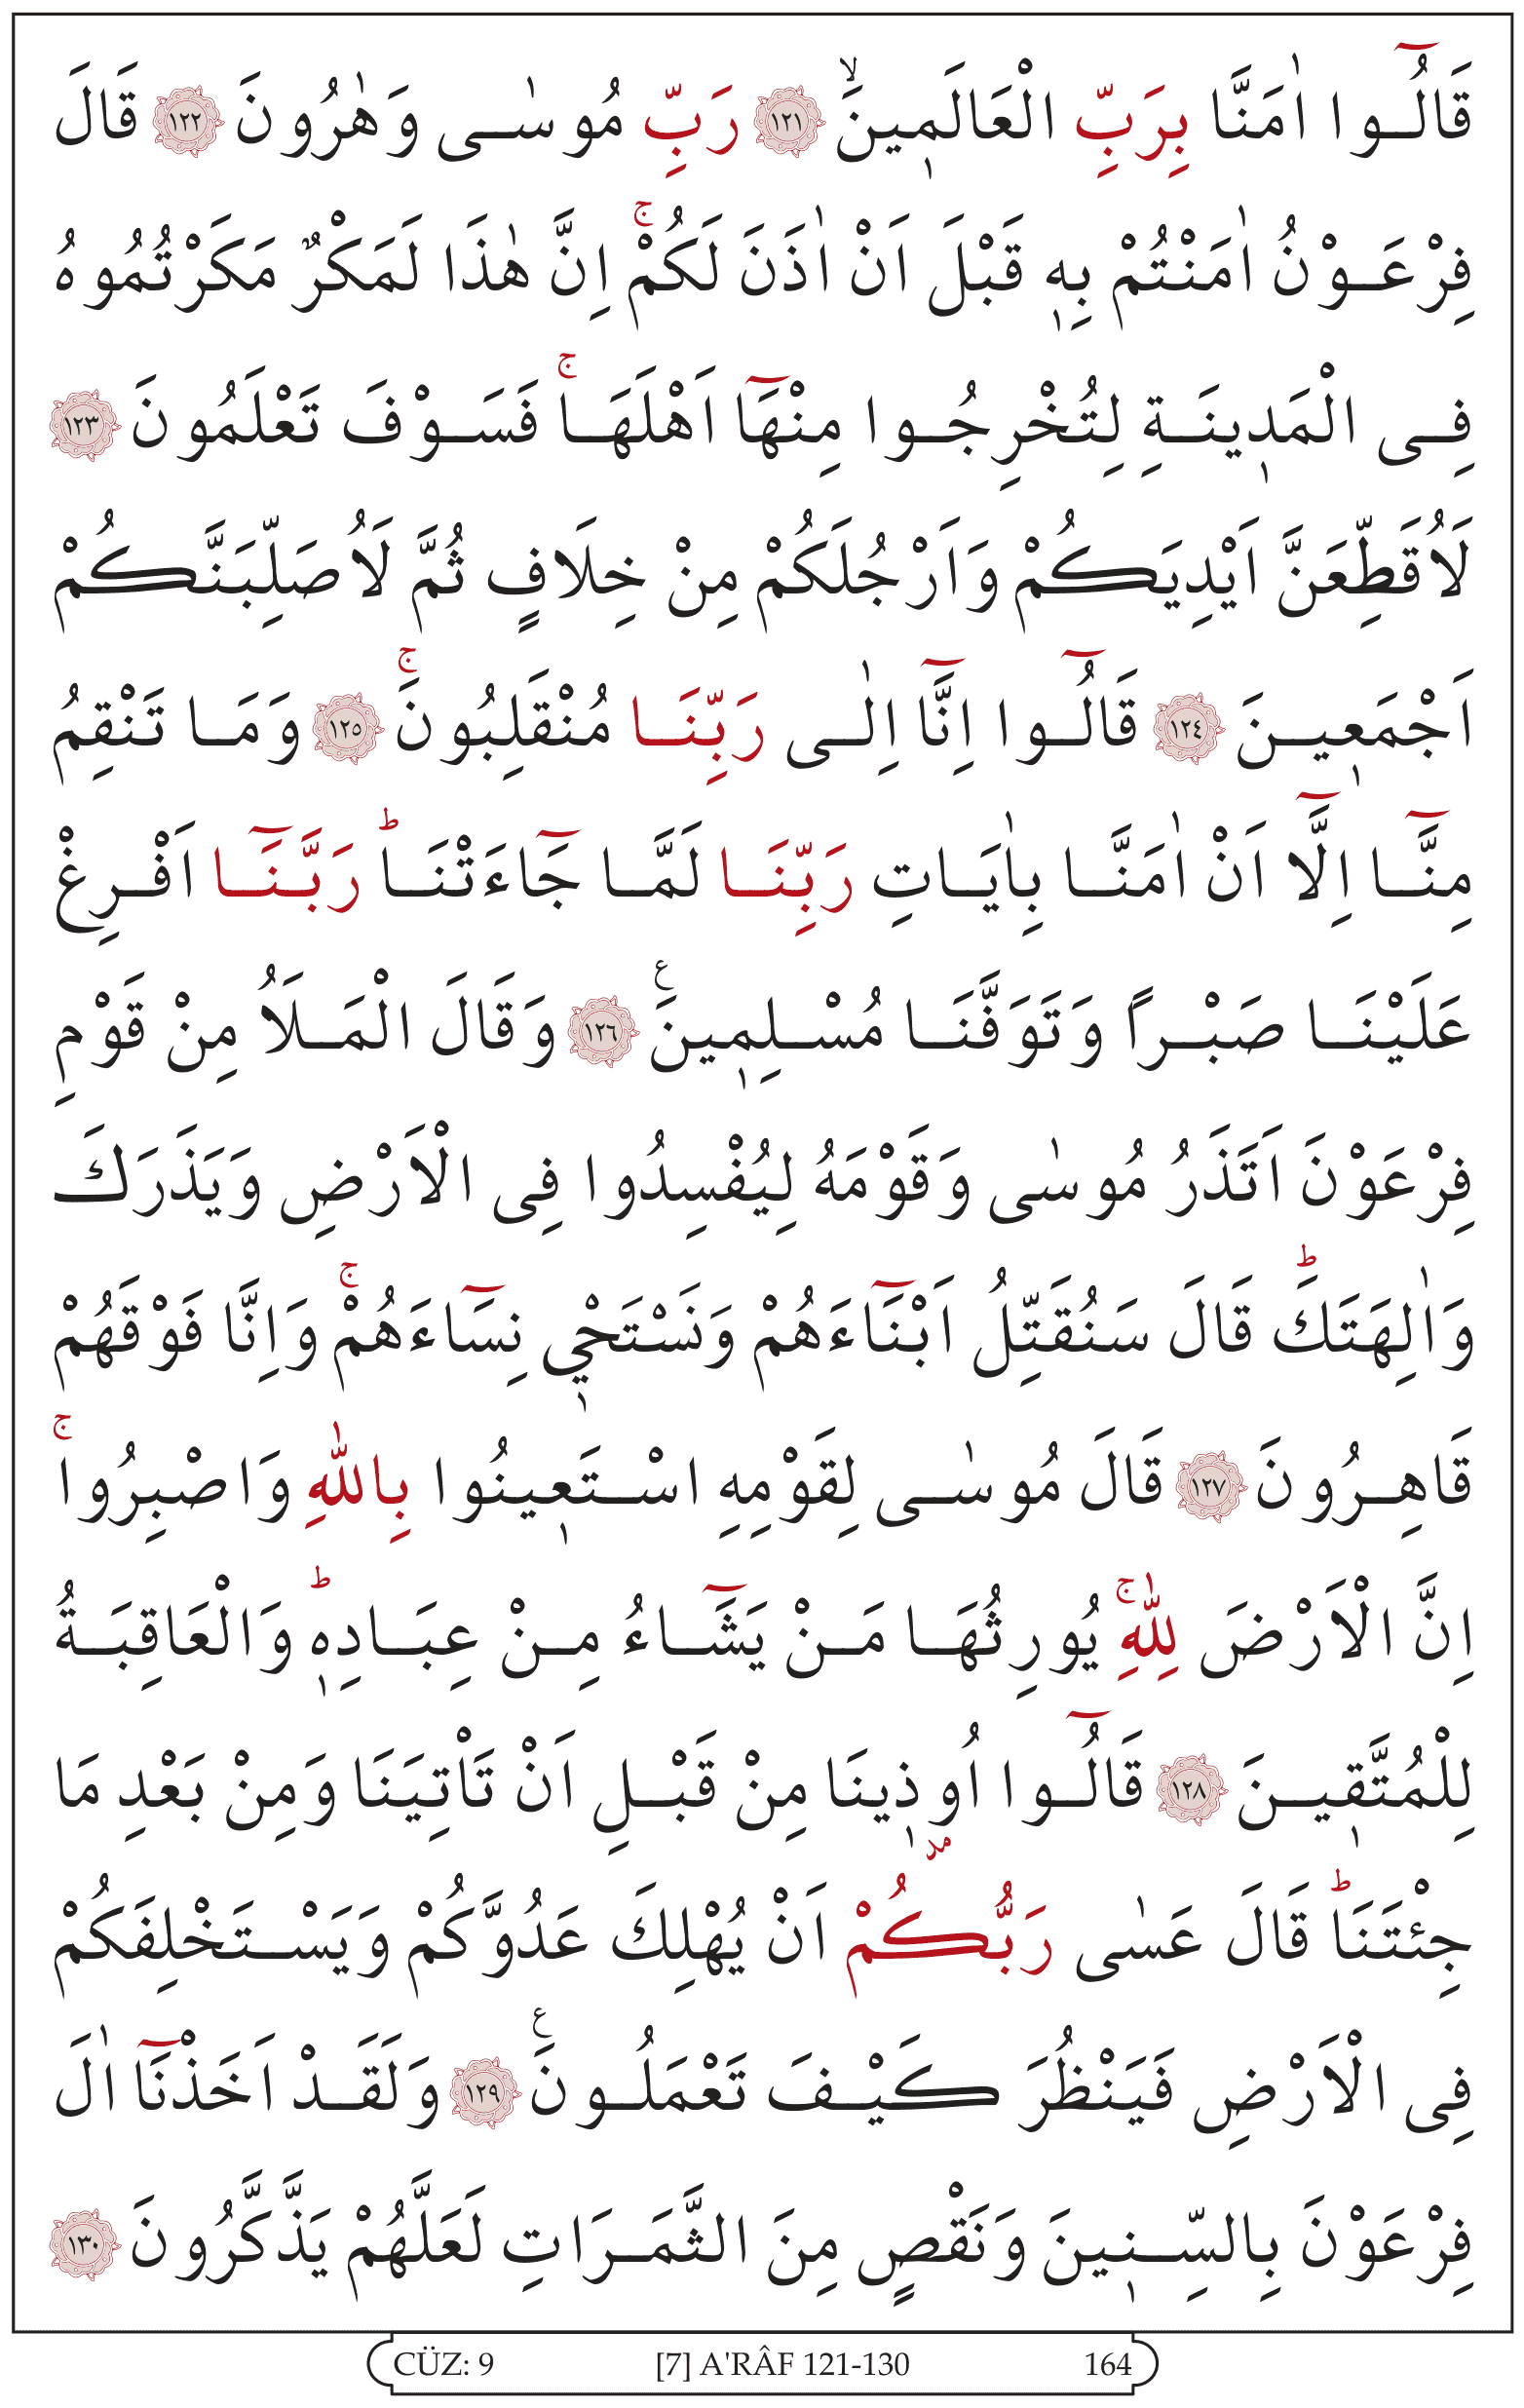 قَالُٓوا اٰمَنَّا بِرَبِّ الْعَالَم۪ينَۙ ﴿١٢١﴾ رَبِّ مُوسٰى وَهٰرُونَ ﴿١٢٢﴾ قَالَ
فِرْعَوْنُ اٰمَنْتُمْ بِه۪ قَبْلَ اَنْ اٰذَنَ لَكُمْۚ اِنَّ هٰذَا لَمَكْرٌ مَكَرْتُمُوهُ
فِى الْمَد۪ينَةِ لِتُخْرِجُوا مِنْهَٓا اَهْلَهَاۚ فَسَوْفَ تَعْلَمُونَ ﴿١٢٣﴾
لَاُقَطِّعَنَّ اَيْدِيَكُمْ وَاَرْجُلَكُمْ مِنْ خِلَافٍ ثُمَّ لَاُصَلِّبَنَّكُمْ
اَجْمَع۪ينَ ﴿١٢٤﴾ قَالُٓوا اِنَّٓا اِلٰى رَبِّنَا مُنْقَلِبُونَۚ ﴿١٢٥﴾ وَمَا تَنْقِمُ
مِنَّٓا اِلَّٓا اَنْ اٰمَنَّا بِاٰيَاتِ رَبِّنَا لَمَّا جَٓاءَتْنَاۜ رَبَّنَٓا اَفْرِغْ
عَلَيْنَا صَبْراً وَتَوَفَّنَا مُسْلِم۪ينَ۟ ﴿١٢٦﴾ وَقَالَ الْمَلَاُ مِنْ قَوْمِ
فِرْعَوْنَ اَتَذَرُ مُوسٰى وَقَوْمَهُ لِيُفْسِدُوا فِى الْاَرْضِ وَيَذَرَكَ
وَاٰلِهَتَكَۜ قَالَ سَنُقَتِّلُ اَبْنَٓاءَهُمْ وَنَسْتَحْي۪ نِسَٓاءَهُمْۚ وَاِنَّا فَوْقَهُمْ
قَاهِرُونَ ﴿١٢٧﴾ قَالَ مُوسٰى لِقَوْمِهِ اسْتَع۪ينُوا بِاللّٰهِ وَاصْبِرُواۚ
اِنَّ الْاَرْضَ لِلّٰهِۚ يُورِثُهَا مَنْ يَشَٓاءُ مِنْ عِبَادِه۪ۜ وَالْعَاقِبَةُ
لِلْمُتَّق۪ينَ ﴿١٢٨﴾ قَالُٓوا اُو۫ذ۪ينَا مِنْ قَبْلِ اَنْ تَاْتِيَنَا وَمِنْ بَعْدِ مَا
جِئْتَنَاۜ قَالَ عَسٰى رَبُّكُمْ اَنْ يُهْلِكَ عَدُوَّكُمْ وَيَسْتَخْلِفَكُمْ
فِى الْاَرْضِ فَيَنْظُرَ كَيْفَ تَعْمَلُونَ۟ ﴿١٢٩﴾ وَلَقَدْ اَخَذْنَٓا اٰلَ
فِرْعَوْنَ بِالسِّن۪ينَ وَنَقْصٍ مِنَ الثَّمَرَاتِ لَعَلَّهُمْ يَذَّكَّرُونَ ﴿١٣٠﴾
CÜZ: 9 [7] A'RÂF 121-130 164